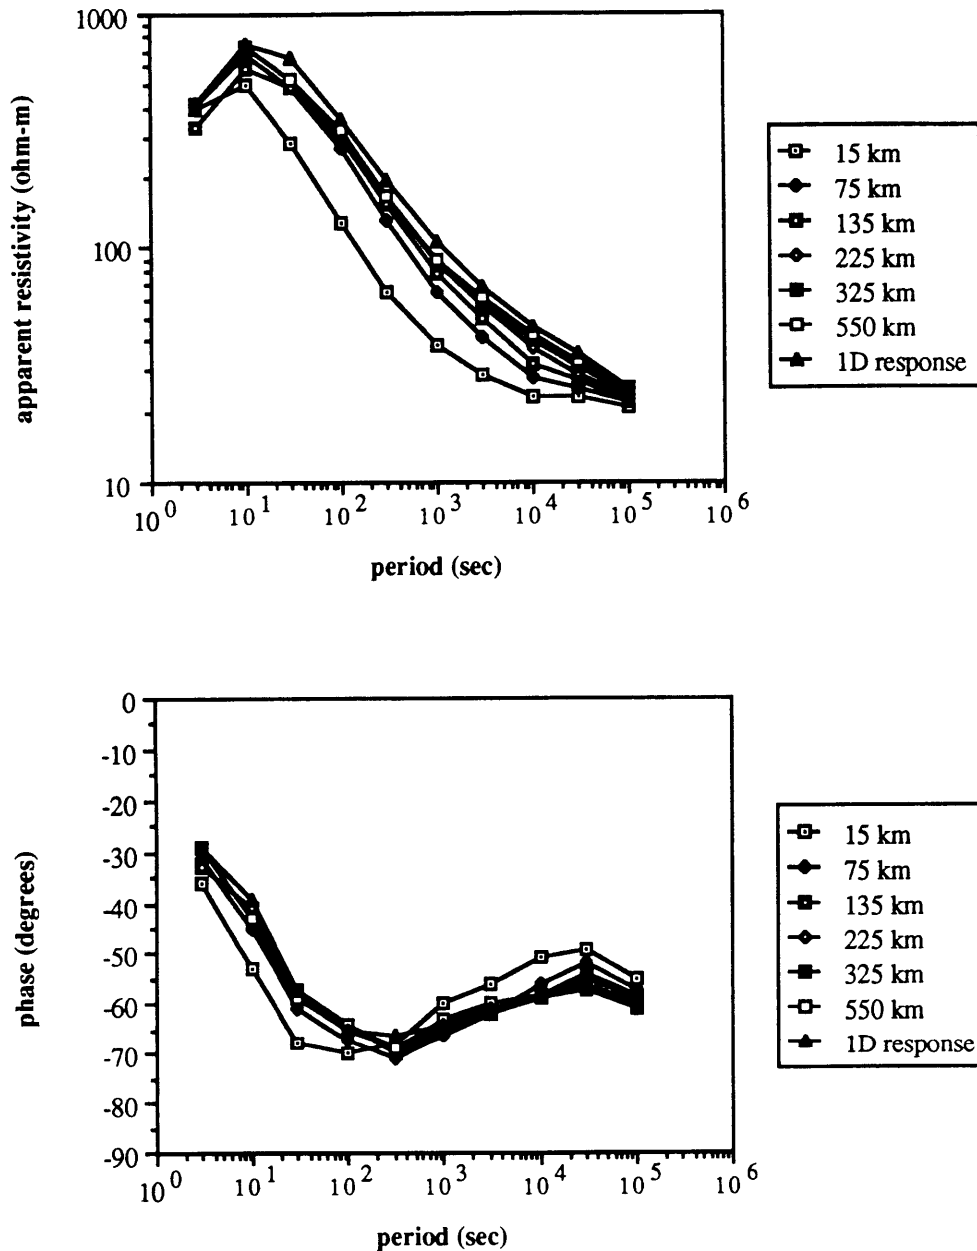 1000
100
10
apparent resistivity (ohm-m)
10^0 10^1 10^2 10^3 10^4 10^5 10^6
period (sec)
15 km
75 km
135 km
225 km
325 km
550 km
1D response
0
-10
-20
-30
-40
-50
-60
-70
-80
-90
phase (degrees)
10^0 10^1 10^2 10^3 10^4 10^5 10^6
period (sec)
15 km
75 km
135 km
225 km
325 km
550 km
1D response